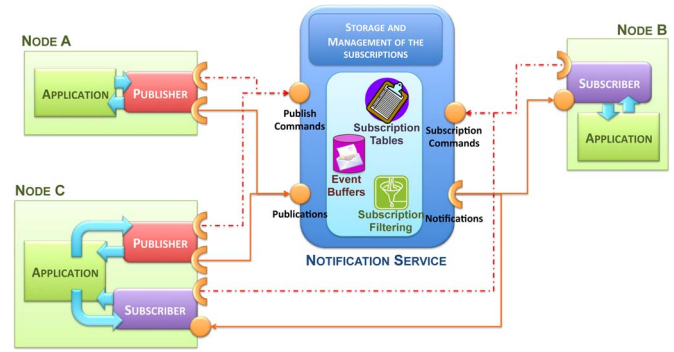 NODE A
APPLICATION
PUBLISHER
STORAGE AND
MANAGEMENT OF THE
SUBSCRIPTIONS
Publish
Commands
Subscription
Tables
Event
Buffers
Subscription
Filtering
Subscription
Commands
Publications
Notifications
NOTIFICATION SERVICE
NODE B
SUBSCRIBER
APPLICATION
NODE C
PUBLISHER
APPLICATION
SUBSCRIBER